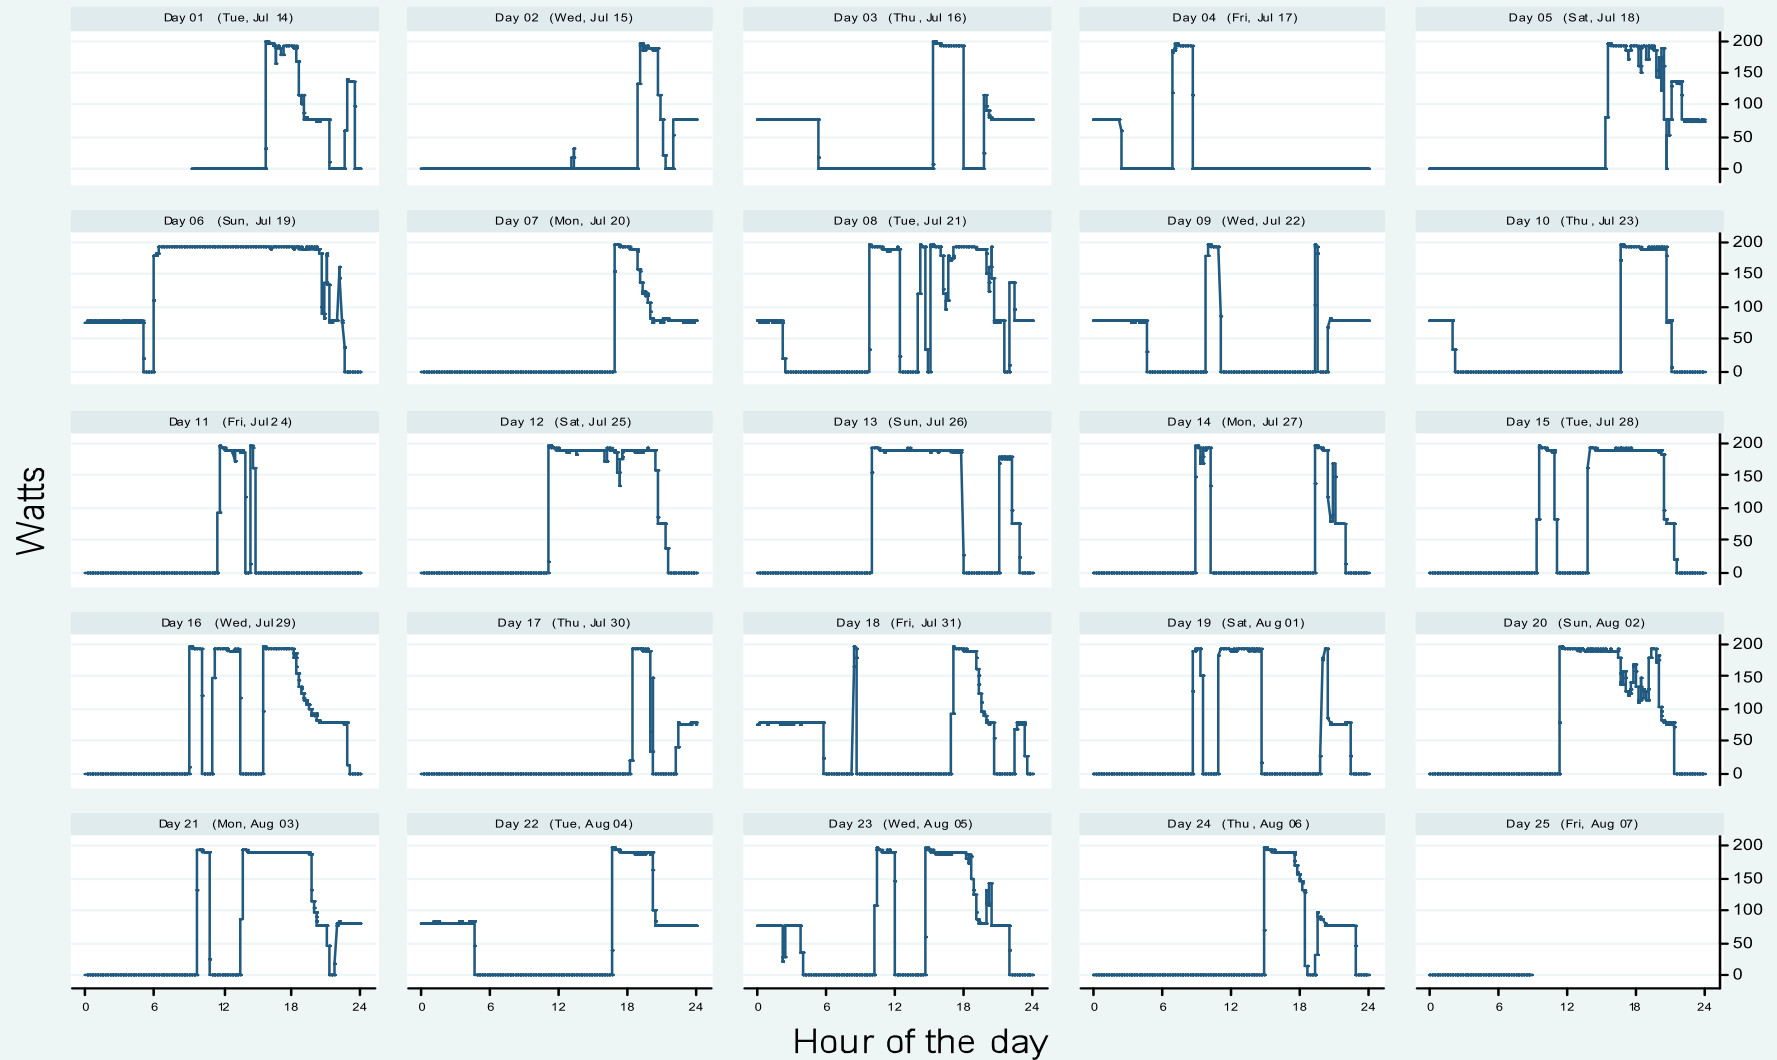 Day 01 (Tue, Jul 14)
Day 02 (Wed, Jul 15)
Day 03 (Thu, Jul 16)
Day 04 (Fri, Jul 17)
Day 05 (Sat, Jul 18)
200
150
100
50
0
Day 06 (Sun, Jul 19)
Day 07 (Mon, Jul 20)
Day 08 (Tue, Jul 21)
Day 09 (Wed, Jul 22)
Day 10 (Thu, Jul 23)
200
150
100
50
0
Day 11 (Fri, Jul 24)
Day 12 (Sat, Jul 25)
Day 13 (Sun, Jul 26)
Day 14 (Mon, Jul 27)
Day 15 (Tue, Jul 28)
200
150
100
50
0
Watts
Day 16 (Wed, Jul 29)
Day 17 (Thu, Jul 30)
Day 18 (Fri, Jul 31)
Day 19 (Sat, Aug 01)
Day 20 (Sun, Aug 02)
200
150
100
50
0
Day 21 (Mon, Aug 03)
Day 22 (Tue, Aug 04)
Day 23 (Wed, Aug 05)
Day 24 (Thu, Aug 06)
Day 25 (Fri, Aug 07)
200
150
100
50
0
0 6 12 18 24
0 6 12 18 24
0 6 12 18 24
0 6 12 18 24
0 6 12 18 24
Hour of the day